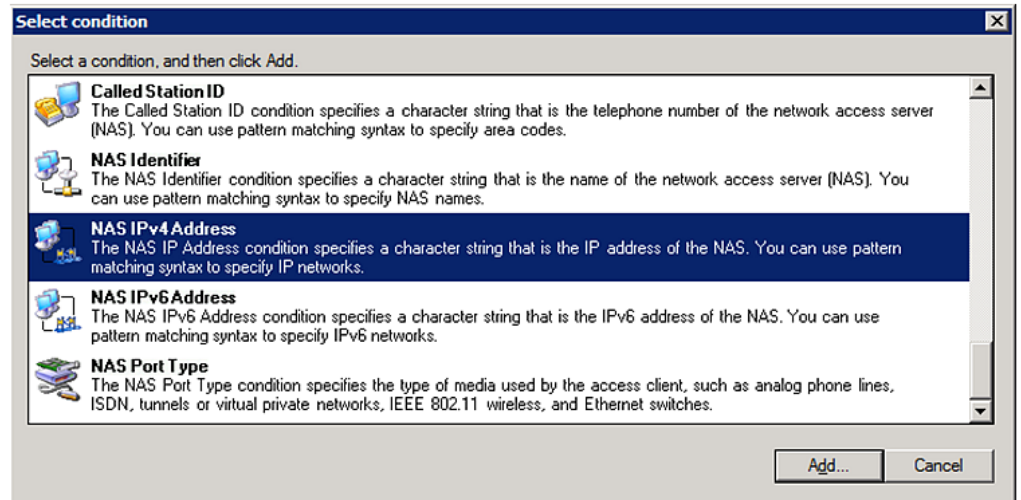 Select condition
Select a condition, and then click Add.
Called Station ID
The Called Station ID condition specifies a character string that is the telephone number of the network access server
(NAS). You can use pattern matching syntax to specify area codes.
NAS Identifier
The NAS Identifier condition specifies a character string that is the name of the network access server (NAS). You
can use pattern matching syntax to specify NAS names.
NAS IPv4 Address
The NAS IP Address condition specifies a character string that is the IP address of the NAS. You can use pattern
matching syntax to specify IP networks.
NAS IPv6 Address
The NAS IPv6 Address condition specifies a character string that is the IPv6 address of the NAS. You can use
pattern matching syntax to specify IPv6 networks.
NAS Port Type
The NAS Port Type condition specifies the type of media used by the access client, such as analog phone lines,
ISDN, tunnels or virtual private networks, IEEE 802.11 wireless, and Ethernet switches.
Add... Cancel